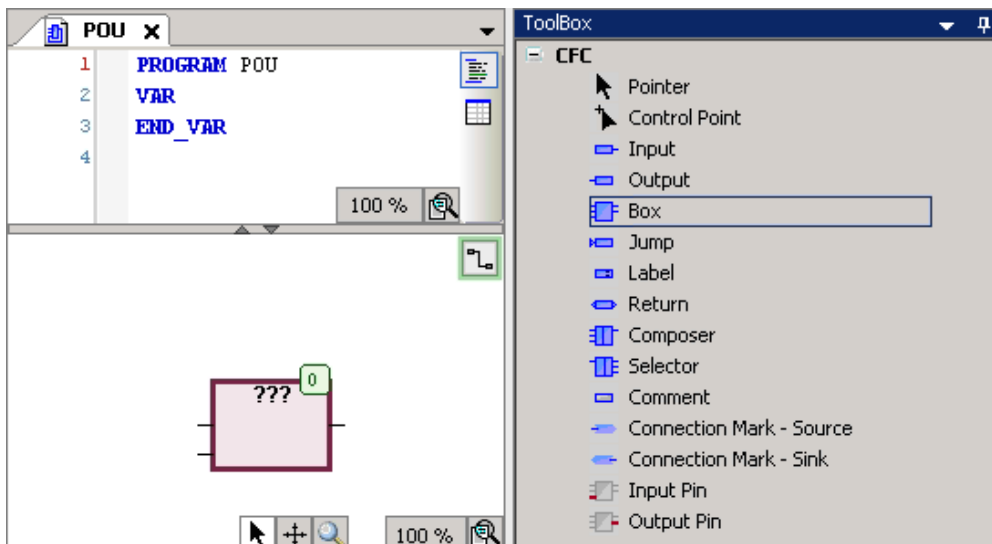 POU
1 PROGRAM POU
2 VAR
3 END_VAR
4
100 %
???
0
100 %
ToolBox
CFC
Pointer
Control Point
Input
Output
Box
Jump
Label
Return
Composer
Selector
Comment
Connection Mark - Source
Connection Mark - Sink
Input Pin
Output Pin